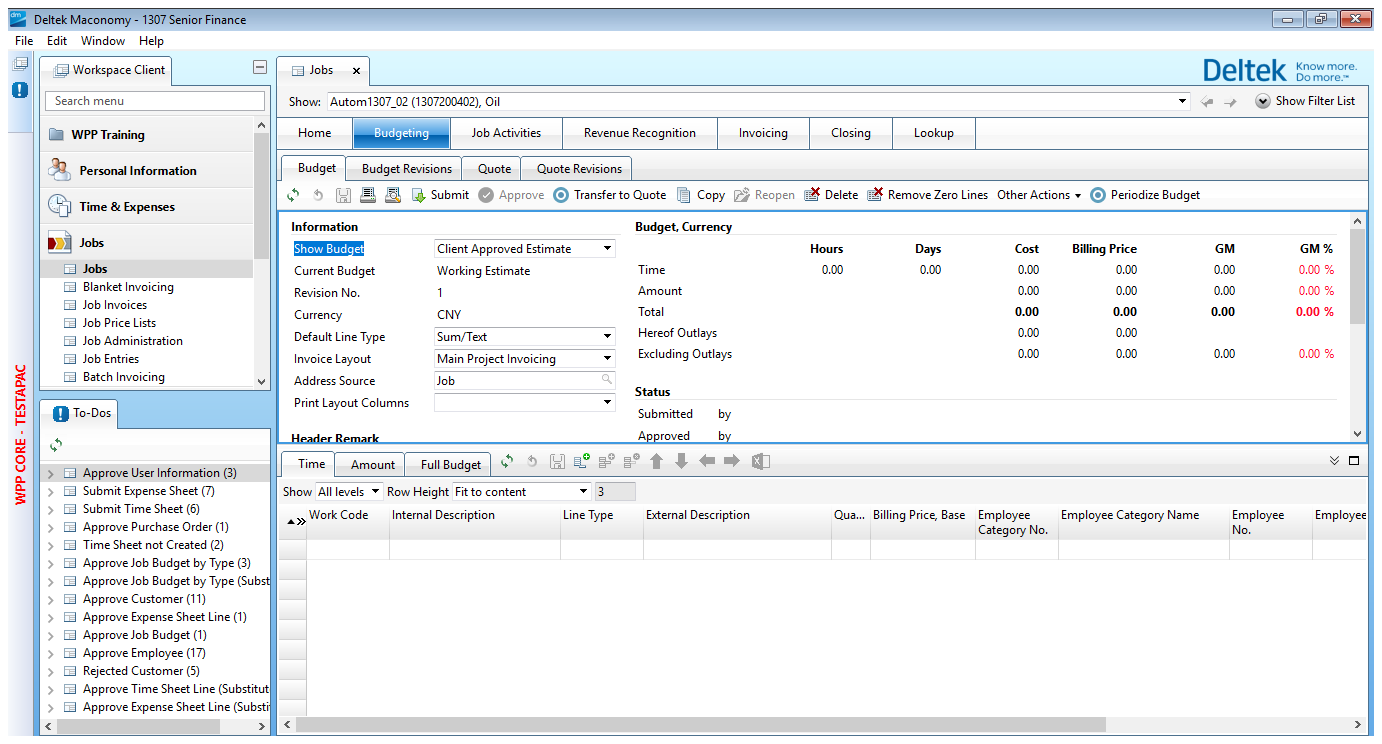 Deltek Maconomy - 1307 Senior Finance
File Edit Window Help
Workspace Client
Search menu
WPP Training
Personal Information
Time & Expenses
Jobs
Jobs
Blanket Invoicing
Job Invoices
Job Price Lists
Job Administration
Job Entries
Batch Invoicing
WPP CORE - TESTAPAC
To-Dos
Approve User Information (3)
Submit Expense Sheet (7)
Submit Time Sheet (6)
Approve Purchase Order (1)
Time Sheet not Created (2)
Approve Job Budget by Type (3)
Approve Job Budget by Type (Subst
Approve Customer (11)
Approve Expense Sheet Line (1)
Approve Job Budget (1)
Approve Employee (17)
Rejected Customer (5)
Approve Time Sheet Line (Substitut
Approve Expense Sheet Line (Substi
Jobs
Deltek Know more. Do more.™
Show: Autom1307_02 (1307200402), Oil Show Filter List
Home Budgeting Job Activities Revenue Recognition Invoicing Closing Lookup
Budget Budget Revisions Quote Quote Revisions
Submit Approve Transfer to Quote Copy Reopen Delete Remove Zero Lines Other Actions Periodize Budget
Information
Show Budget Client Approved Estimate
Current Budget Working Estimate
Revision No. 1
Currency CNY
Default Line Type Sum/Text
Invoice Layout Main Project Invoicing
Address Source Job
Print Layout Columns
Header Remark
Budget, Currency
Hours Days Cost Billing Price GM GM %
Time 0.00 0.00 0.00 0.00 0.00 0.00 %
Amount 0.00 0.00 0.00 0.00 %
Total 0.00 0.00 0.00 0.00 %
Hereof Outlays 0.00 0.00
Excluding Outlays 0.00 0.00 0.00 0.00 %
Status
Submitted by
Approved by
Time Amount Full Budget
Show All levels Row Height Fit to content 3
Work Code Internal Description Line Type External Description Qua... Billing Price, Base Employee Category No. Employee Category Name Employee No. Employee